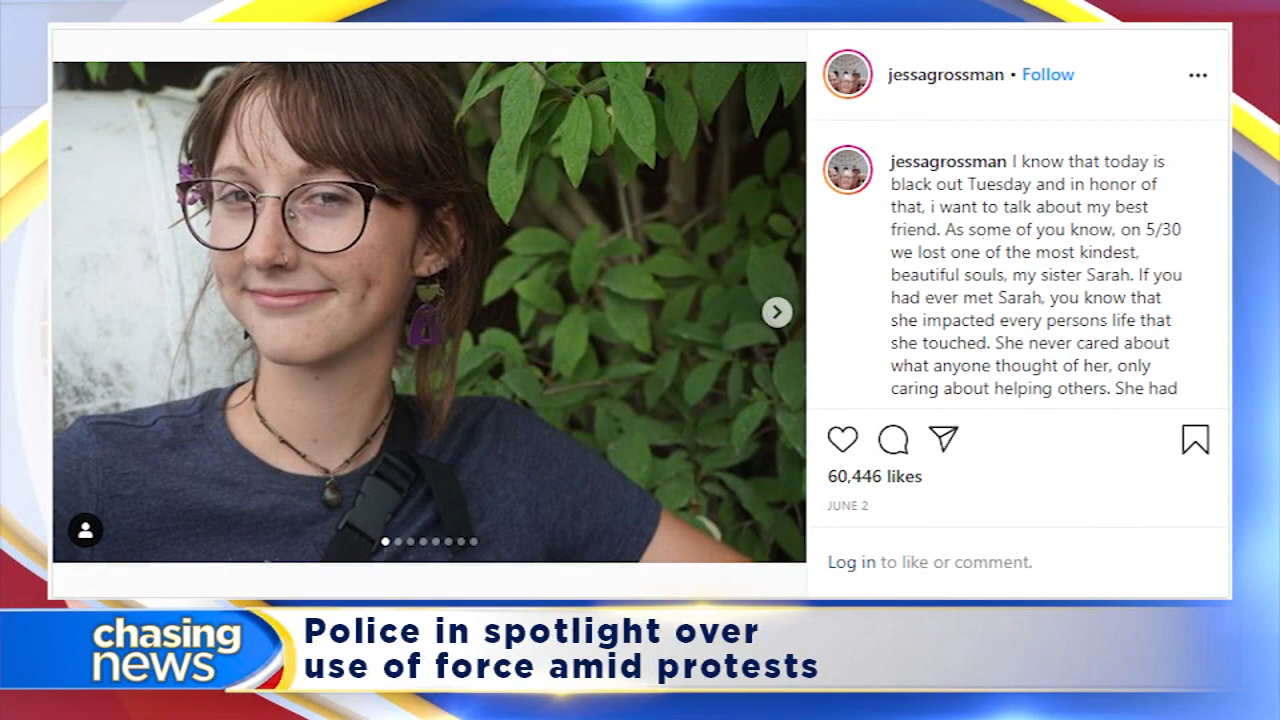 jessagrossman • Follow
jessagrossman I know that today is
black out Tuesday and in honor of
that, i want to talk about my best
friend. As some of you know, on 5/30
we lost one of the most kindest,
beautiful souls, my sister Sarah. If you
had ever met Sarah, you know that
she impacted every persons life that
she touched. She never cared about
what anyone thought of her, only
caring about helping others. She had
60,446 likes
JUNE 2
Log in to like or comment.
chasing
news
Police in spotlight over
use of force amid protests